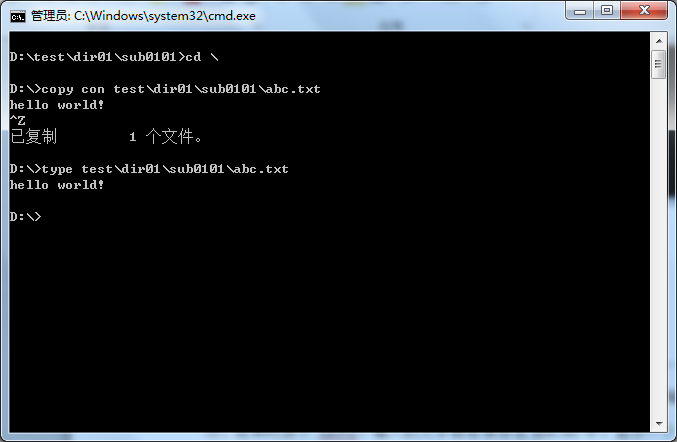 管理员: C:\Windows\system32\cmd.exe
D:\test\dir01\sub0101>cd \
D:\>copy con test\dir01\sub0101\abc.txt
hello world!
^Z
已复制         1 个文件。
D:\>type test\dir01\sub0101\abc.txt
hello world!
D:\>